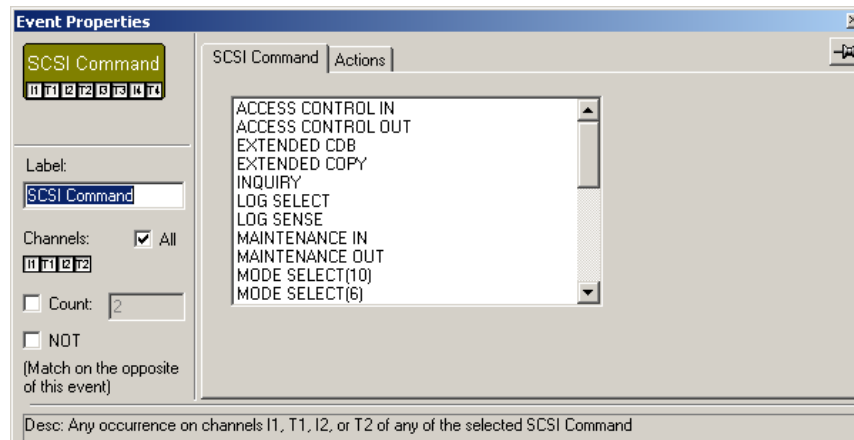 Event Properties
SCSI Command
I1 T1 I2 T2 I3 T3 I4 T4
SCSI Command
Actions
ACCESS CONTROL IN
ACCESS CONTROL OUT
EXTENDED CDB
EXTENDED COPY
INQUIRY
LOG SELECT
LOG SENSE
MAINTENANCE IN
MAINTENANCE OUT
MODE SELECT(10)
MODE SELECT(6)
Label:
SCSI Command
Channels:
All
I1 T1 I2 T2
Count:
2
NOT
(Match on the opposite
of this event)
Desc: Any occurrence on channels I1, T1, I2, or T2 of any of the selected SCSI Command